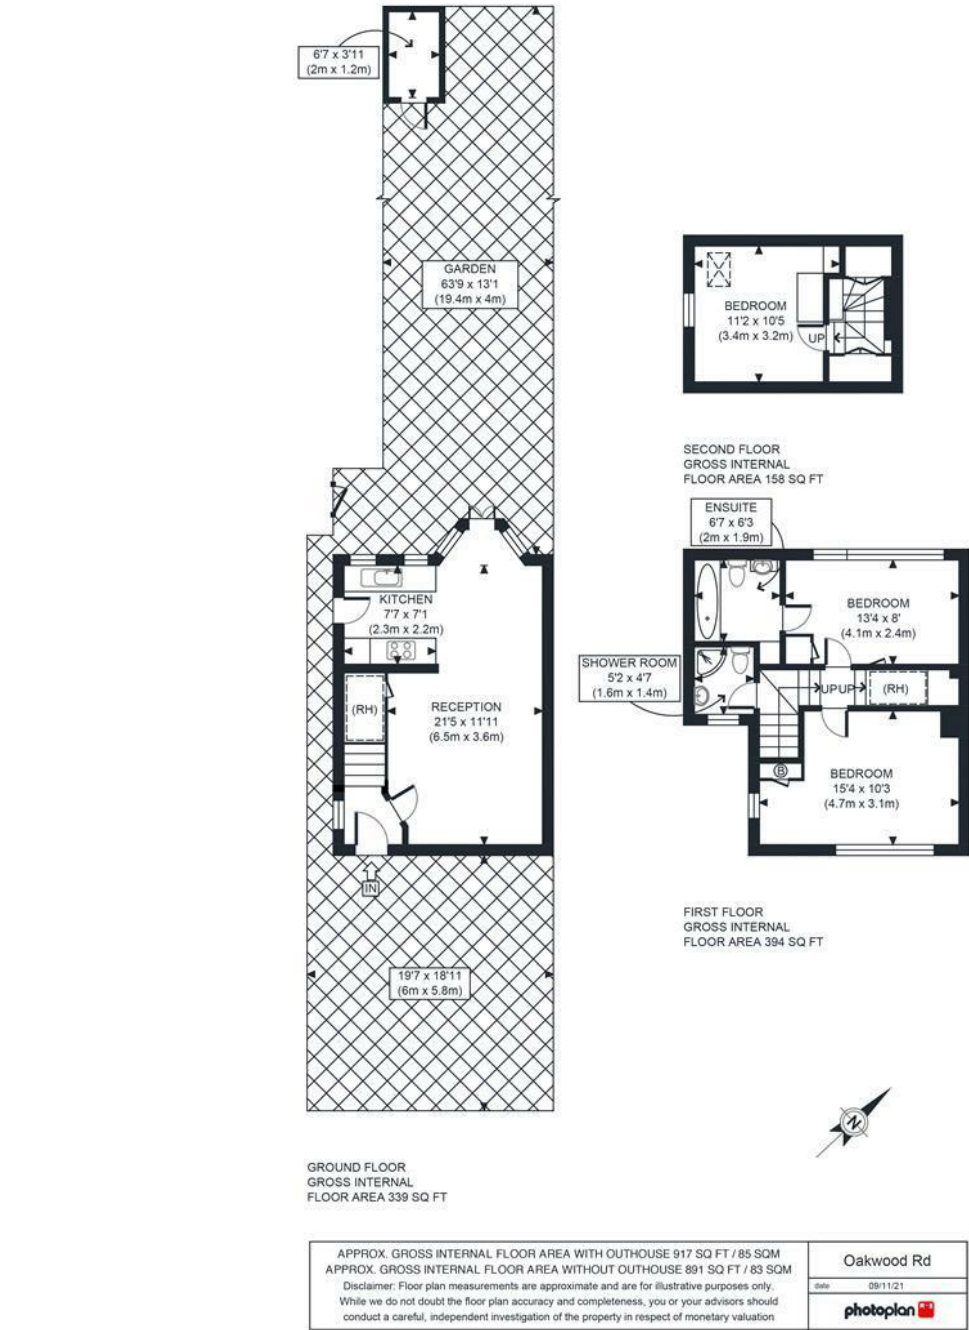 6'7 x 3'11
(2m x 1.2m)
GARDEN
63'9 x 13'1
(19.4m x 4m)
BEDROOM
11'2 x 10'5
(3.4m x 3.2m)
UP
SECOND FLOOR
GROSS INTERNAL
FLOOR AREA 158 SQ FT
ENSUITE
6'7 x 6'3
(2m x 1.9m)
KITCHEN
7'7 x 7'1
(2.3m x 2.2m)
BEDROOM
13'4 x 8'
(4.1m x 2.4m)
SHOWER ROOM
5'2 x 4'7
(1.6m x 1.4m)
UP UP
(RH)
(RH)
RECEPTION
21'5 x 11'11
(6.5m x 3.6m)
B
BEDROOM
15'4 x 10'3
(4.7m x 3.1m)
IN
FIRST FLOOR
GROSS INTERNAL
FLOOR AREA 394 SQ FT
19'7 x 18'11
(6m x 5.8m)
N
GROUND FLOOR
GROSS INTERNAL
FLOOR AREA 339 SQ FT
APPROX. GROSS INTERNAL FLOOR AREA WITH OUTHOUSE 917 SQ FT / 85 SQM
APPROX. GROSS INTERNAL FLOOR AREA WITHOUT OUTHOUSE 891 SQ FT / 83 SQM
Disclaimer: Floor plan measurements are approximate and are for illustrative purposes only.
While we do not doubt the floor plan accuracy and completeness, you or your advisors should
conduct a careful, independent investigation of the property in respect of monetary valuation
Oakwood Rd
date 09/11/21
photoplan